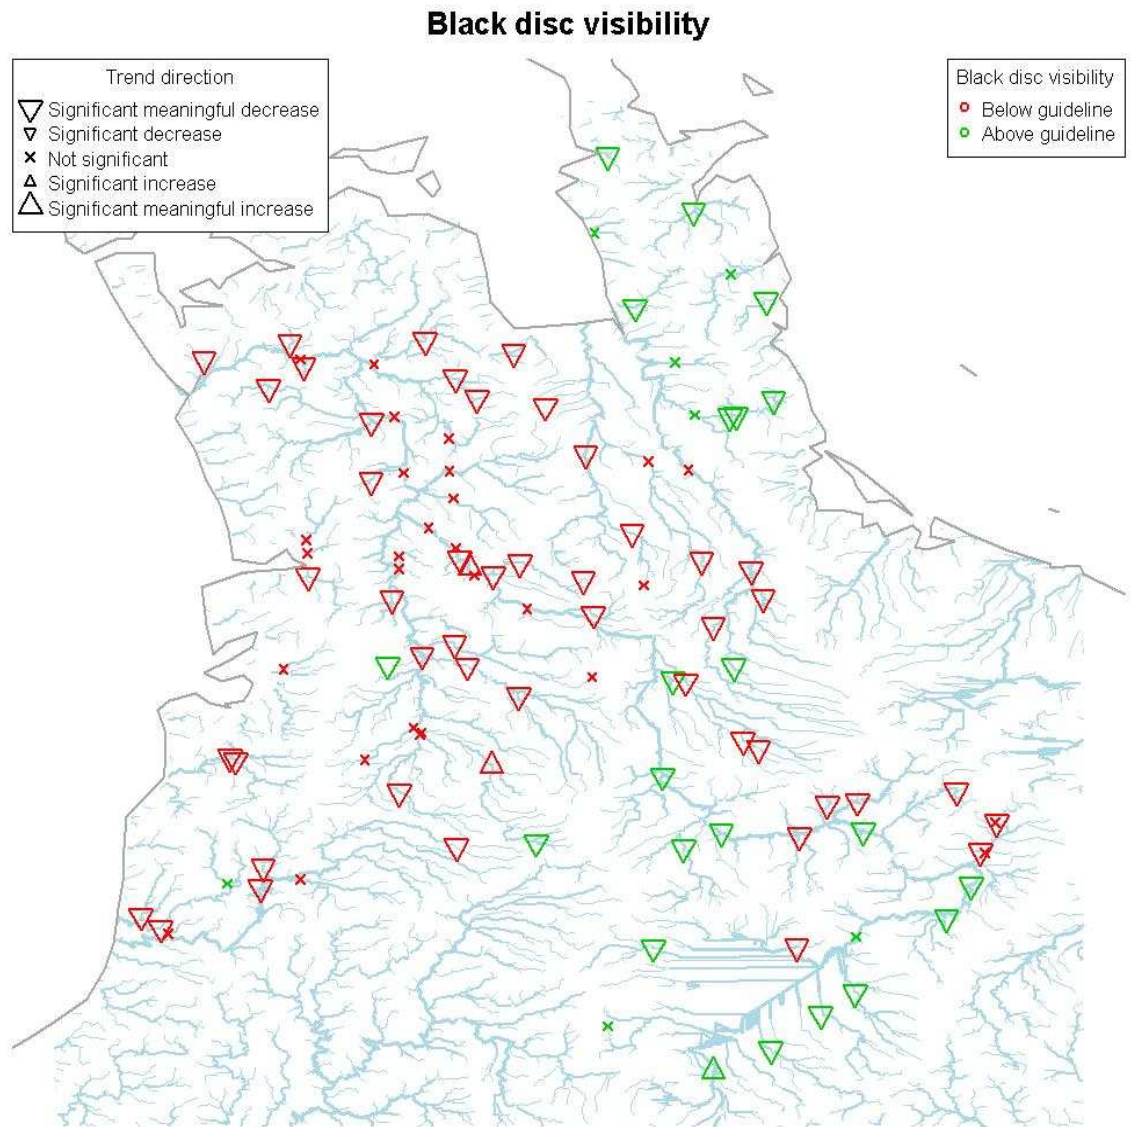 Black disc visibility
Trend direction
Significant meaningful decrease
Significant decrease
Not significant
Significant increase
Significant meaningful increase
Black disc visibility
Below guideline
Above guideline